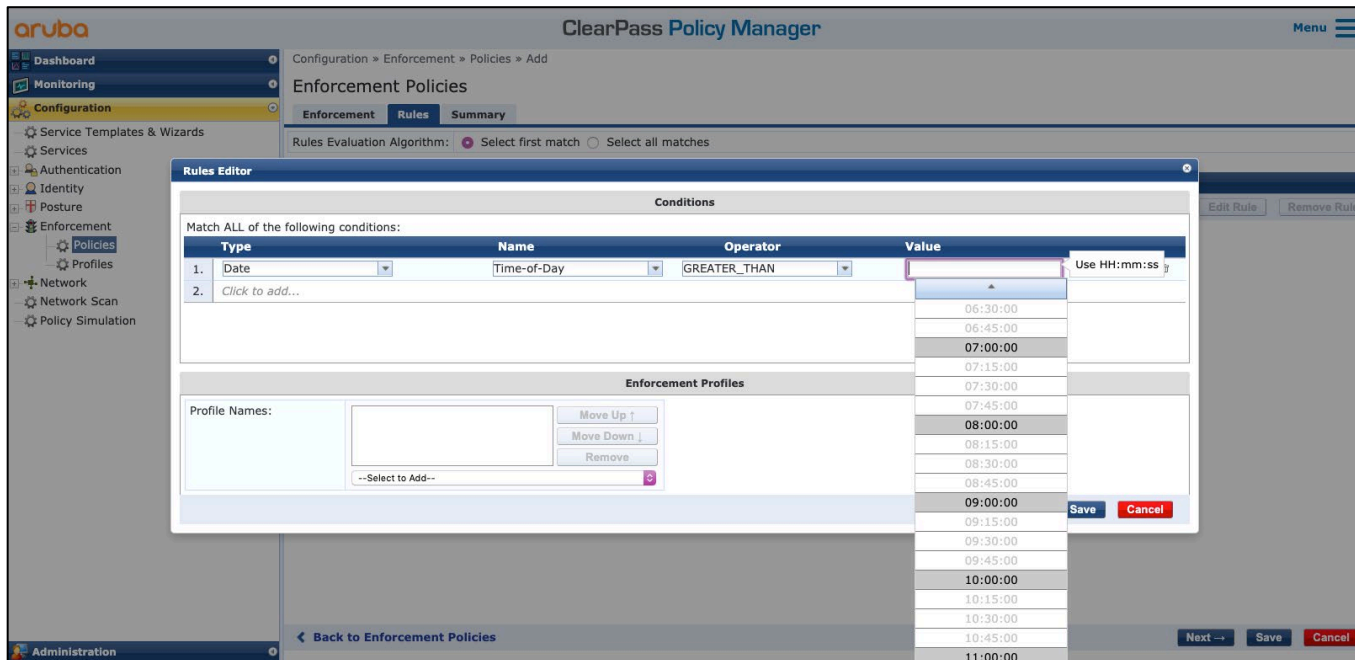 aruba
ClearPass Policy Manager
Menu
Dashboard
Monitoring
Configuration
Service Templates & Wizards
Services
Authentication
Identity
Posture
Enforcement
Policies
Profiles
Network
Network Scan
Policy Simulation
Administration
Configuration » Enforcement » Policies » Add
Enforcement Policies
Enforcement Rules Summary
Rules Evaluation Algorithm: Select first match Select all matches
Edit Rule Remove Rule
Rules Editor
Conditions
Match ALL of the following conditions:
Type Name Operator Value
1. Date Time-of-Day GREATER_THAN
Use HH:mm:ss
2. Click to add...
06:30:00
06:45:00
07:00:00
07:15:00
07:30:00
07:45:00
08:00:00
08:15:00
08:30:00
08:45:00
09:00:00
09:15:00
09:30:00
09:45:00
10:00:00
10:15:00
10:30:00
10:45:00
11:00:00
Enforcement Profiles
Profile Names:
Move Up ↑
Move Down ↓
Remove
--Select to Add--
Save Cancel
Back to Enforcement Policies
Next → Save Cancel